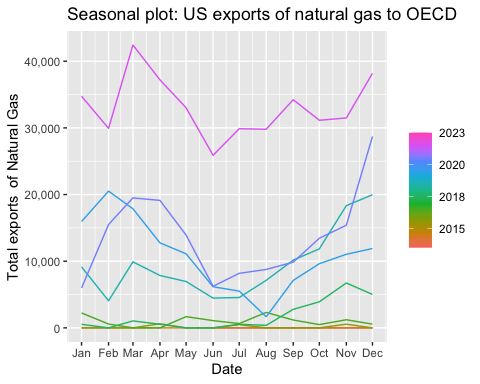 Seasonal plot: US exports of natural gas to OECD
Total exports of Natural Gas
40,000
30,000
20,000
10,000
0
Jan Feb Mar Apr May Jun Jul Aug Sep Oct Nov Dec
Date
2023
2020
2018
2015